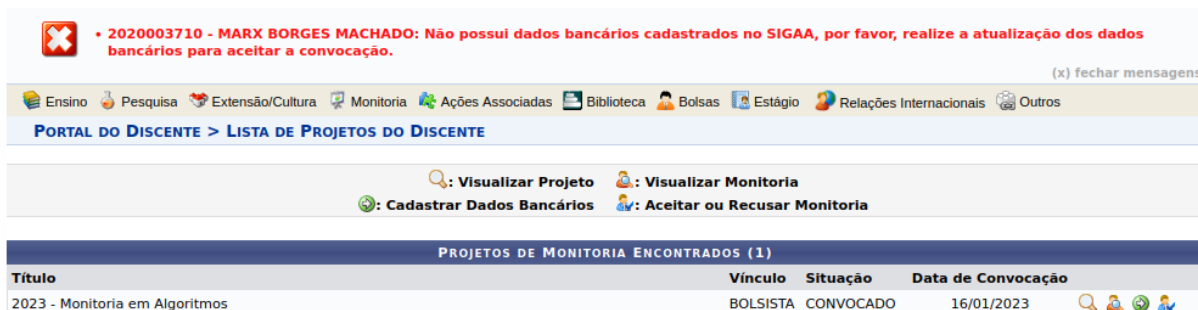 • 2020003710 - MARX BORGES MACHADO: Não possui dados bancários cadastrados no SIGAA, por favor, realize a atualização dos dados
bancários para aceitar a convocação.
(x) fechar mensagens
Ensino Pesquisa Extensão/Cultura Monitoria Ações Associadas Biblioteca Bolsas Estágio Relações Internacionais Outros
PORTAL DO DISCENTE > LISTA DE PROJETOS DO DISCENTE
: Visualizar Projeto : Visualizar Monitoria
: Cadastrar Dados Bancários : Aceitar ou Recusar Monitoria
PROJETOS DE MONITORIA ENCONTRADOS (1)
Título Vínculo Situação Data de Convocação
2023 - Monitoria em Algoritmos BOLSISTA CONVOCADO 16/01/2023